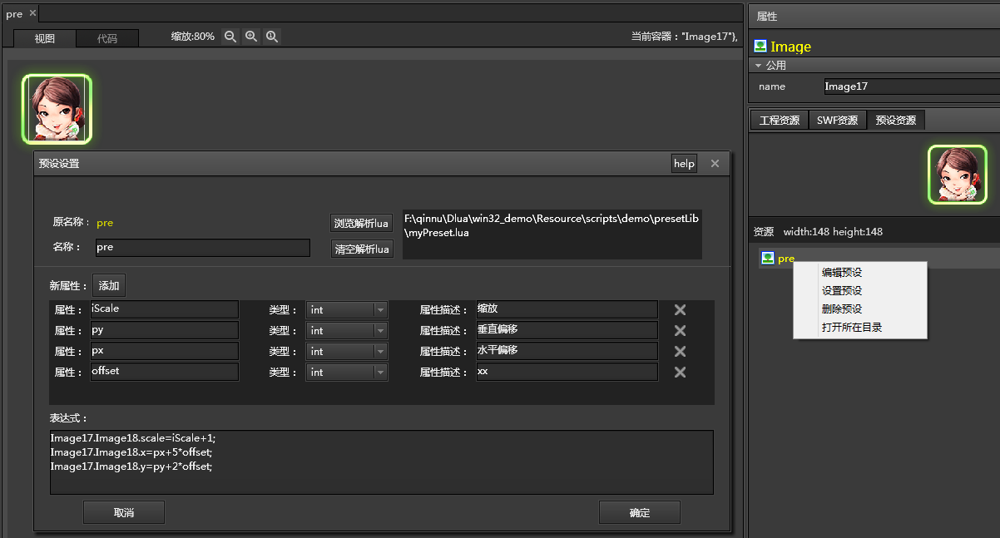 pre
视图 代码 缩放:80% 当前容器："Image17"},
预设设置 help
原名称： pre 浏览解析lua F:\qinnu\Dlua\win32_demo\Resource\scripts\demo\presetLib
\myPreset.lua
名称： pre 清空解析lua
新属性： 添加
属性： iScale 类型： int 属性描述： 缩放
属性： py 类型： int 属性描述： 垂直偏移
属性： px 类型： int 属性描述： 水平偏移
属性： offset 类型： int 属性描述： xx
表达式：
Image17.Image18.scale=iScale+1;
Image17.Image18.x=px+5*offset;
Image17.Image18.y=py+2*offset;
取消 确定
属性
Image
公用
name Image17
工程资源 SWF资源 预设资源
资源 width:148 height:148
pre
编辑预设
设置预设
删除预设
打开所在目录